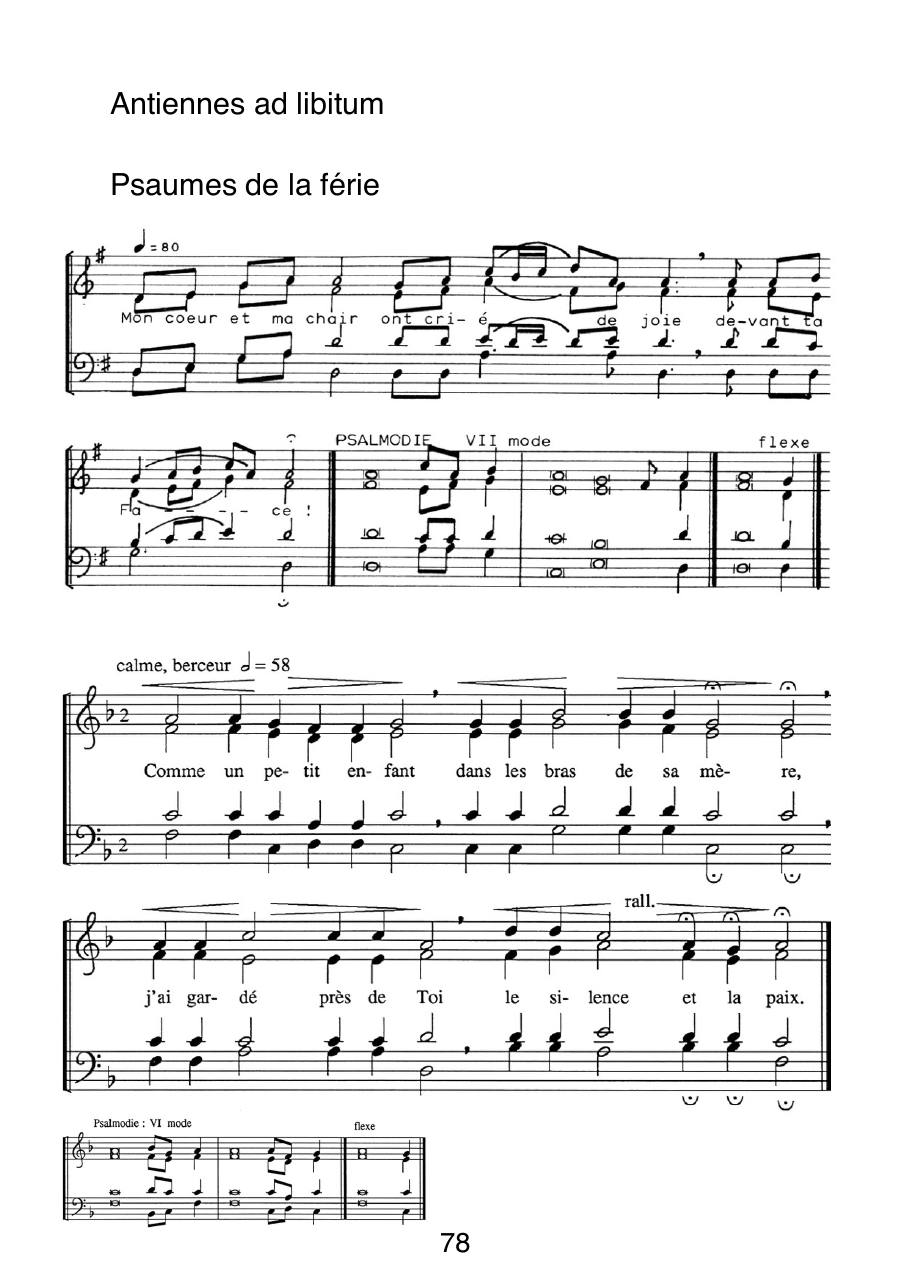 Antiennes ad libitum
Psaumes de la férie
= 80
Mon coeur et ma chair ont cri- é de joie de-vant ta
PSALMODIE VII mode flexe
Fa - - - - ce !
calme, berceur = 58
2
Comme un pe- tit en- fant dans les bras de sa mè- re,
2
rall.
j'ai gar- dé près de Toi le si- lence et la paix.
Psalmodie : VI mode flexe
78